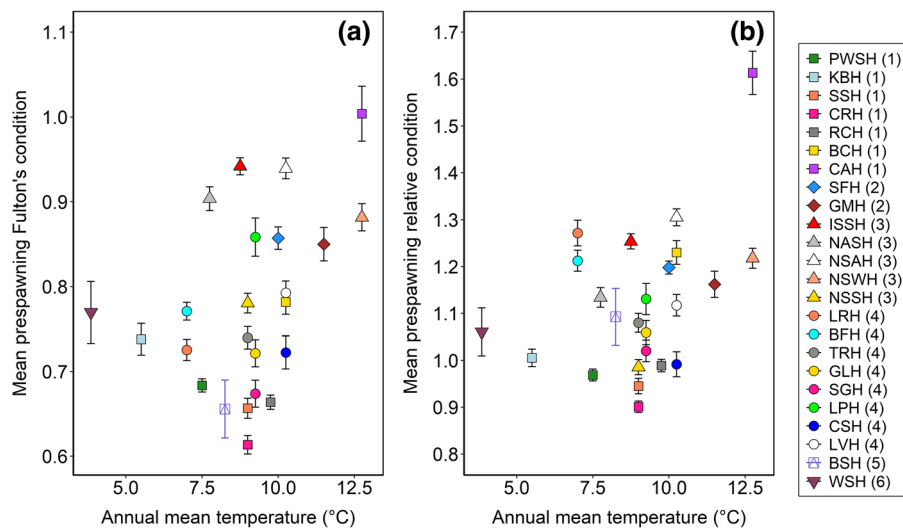 (a)
Mean prespawning Fulton's condition
1.1
1.0
0.9
0.8
0.7
0.6
5.0 7.5 10.0 12.5
Annual mean temperature (°C)
(b)
Mean prespawning relative condition
1.7
1.6
1.5
1.4
1.3
1.2
1.1
1.0
0.9
0.8
5.0 7.5 10.0 12.5
Annual mean temperature (°C)
PWSH (1)
KBH (1)
SSH (1)
CRH (1)
RCH (1)
BCH (1)
CAH (1)
SFH (2)
GMH (2)
ISSH (3)
NASH (3)
NSAH (3)
NSWH (3)
NSSH (3)
LRH (4)
BFH (4)
TRH (4)
GLH (4)
SGH (4)
LPH (4)
CSH (4)
LVH (4)
BSH (5)
WSH (6)